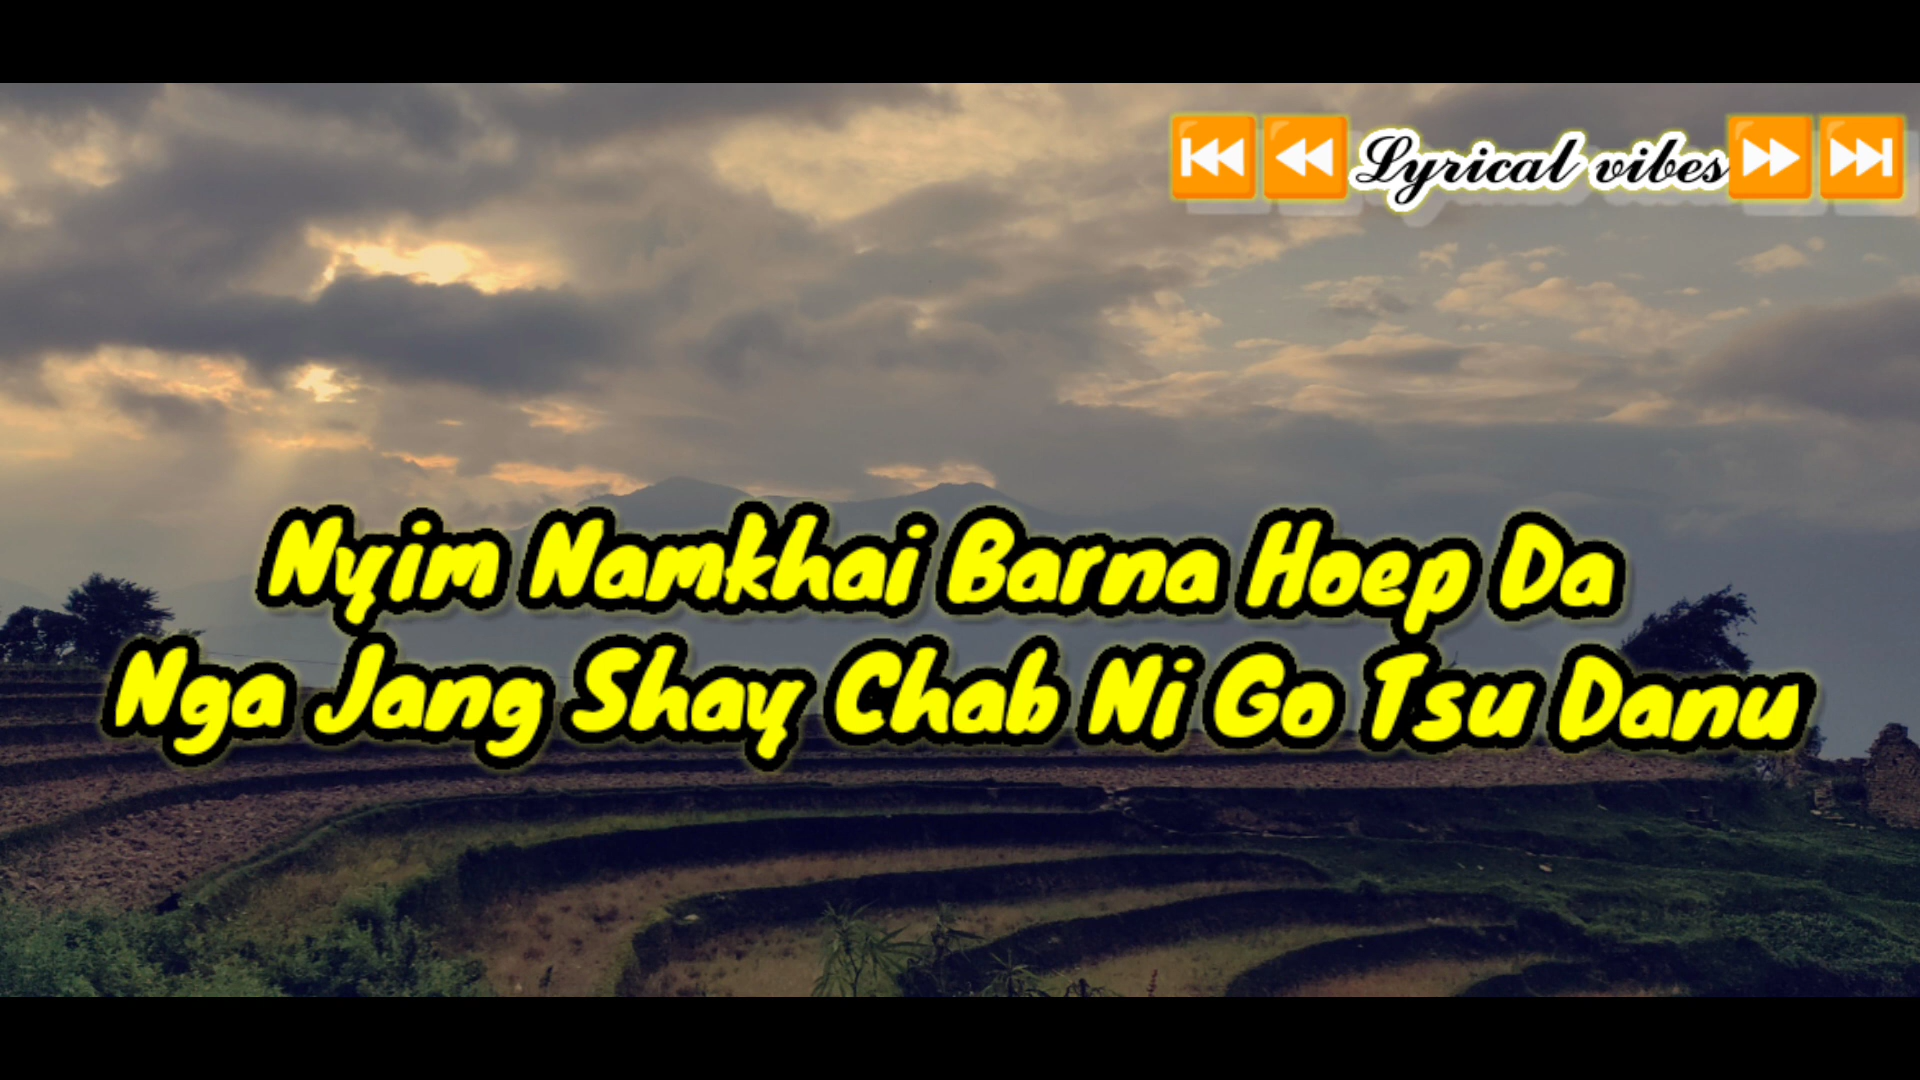 ⏮⏪Lyrical vibes⏩⏭
Nyim Namkhai Barna Hoep Da
Nga Jang Shay Chab Ni Go Tsu Danu